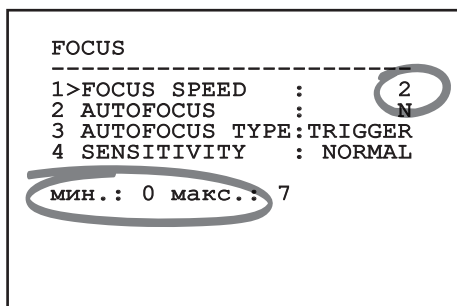 FOCUS
------------------------
1>FOCUS SPEED : 2
2 AUTOFOCUS : N
3 AUTOFOCUS TYPE:TRIGGER
4 SENSITIVITY : NORMAL
мин.: 0 макс.: 7